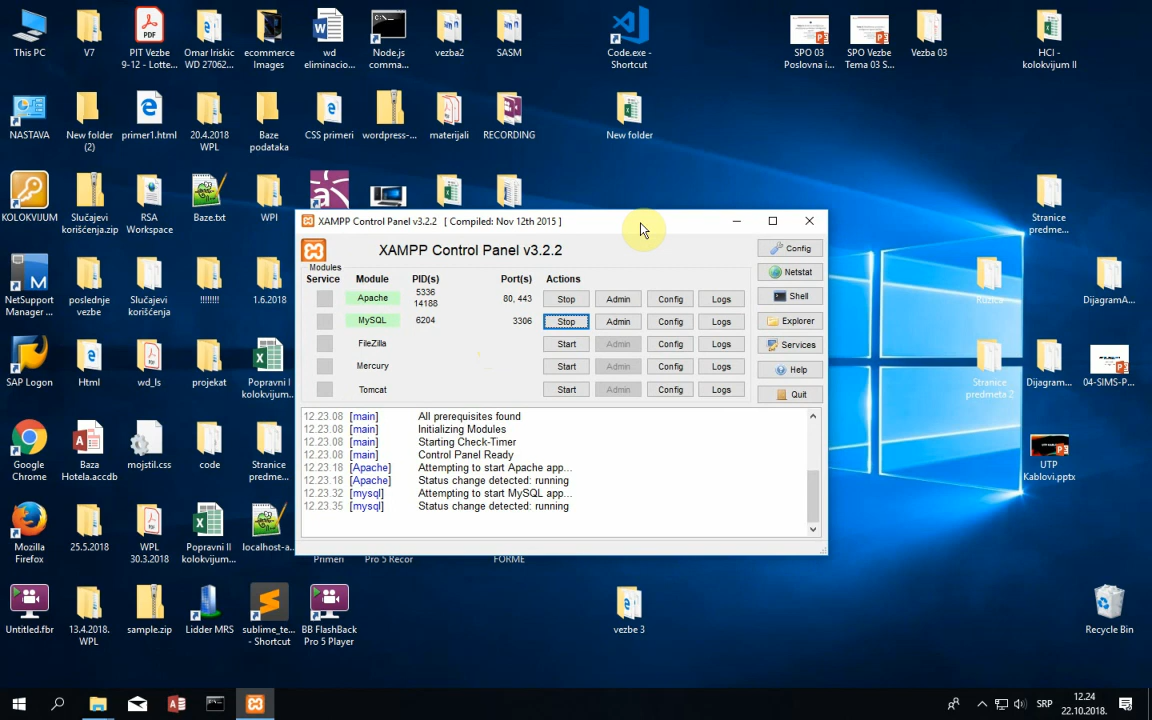 This PC
V7
PIT Vezbe
9-12 - Lotte...
Omar Iriskic
WD 27062...
ecommerce
Images
wd
eliminacio...
Node.js
comma...
vezba2
SASM
Code.exe -
Shortcut
SPO 03
Poslovna i...
SPO Vezbe
Tema 03 S...
Vezba 03
HCI -
kolokvijum II
NASTAVA
New folder
(2)
primer1.html
20.4.2018
WPL
Baze
podataka
CSS primeri
wordpress-...
materijali
RECORDING
New folder
KOLOKVIJUM
Slučajevi
korišćenja.zip
RSA
Workspace
Baze.txt
WPI
Stranice
predme...
XAMPP Control Panel v3.2.2 [ Compiled: Nov 12th 2015 ]
XAMPP Control Panel v3.2.2
Config
Modules
Service
Module
PID(s)
Port(s)
Actions
Netstat
Apache
5336
14188
80, 443
Stop
Admin
Config
Logs
Shell
MySQL
6204
3306
Stop
Admin
Config
Logs
Explorer
FileZilla
Start
Admin
Config
Logs
Services
Mercury
Start
Admin
Config
Logs
Help
Tomcat
Start
Admin
Config
Logs
Quit
12.23.08 [main] All prerequisites found
12.23.08 [main] Initializing Modules
12.23.08 [main] Starting Check-Timer
12.23.08 [main] Control Panel Ready
12.23.18 [Apache] Attempting to start Apache app...
12.23.18 [Apache] Status change detected: running
12.23.32 [mysql] Attempting to start MySQL app...
12.23.35 [mysql] Status change detected: running
NetSupport
Manager ...
poslednje
vezbe
Slučajevi
korišćenja
!!!!!!!!
1.6.2018
Ruzica
DijagramA...
SAP Logon
Html
wd_ls
projekat
Popravni I
kolokvijum...
Stranice
predmeta 2
Dijagram...
04-SIMS-P...
Google
Chrome
Baza
Hotela.accdb
mojstil.css
code
Stranice
predme...
UTP
Kablovi.pptx
Mozilla
Firefox
25.5.2018
WPL
30.3.2018
Popravni II
kolokvijum...
localhost-a...
Primeri
Pro 5 Recor
FORME
Untitled.fbr
13.4.2018.
WPL
sample.zip
Lidder MRS
sublime_te...
- Shortcut
BB FlashBack
Pro 5 Player
vezbe 3
Recycle Bin
SRP
12.24
22.10.2018.